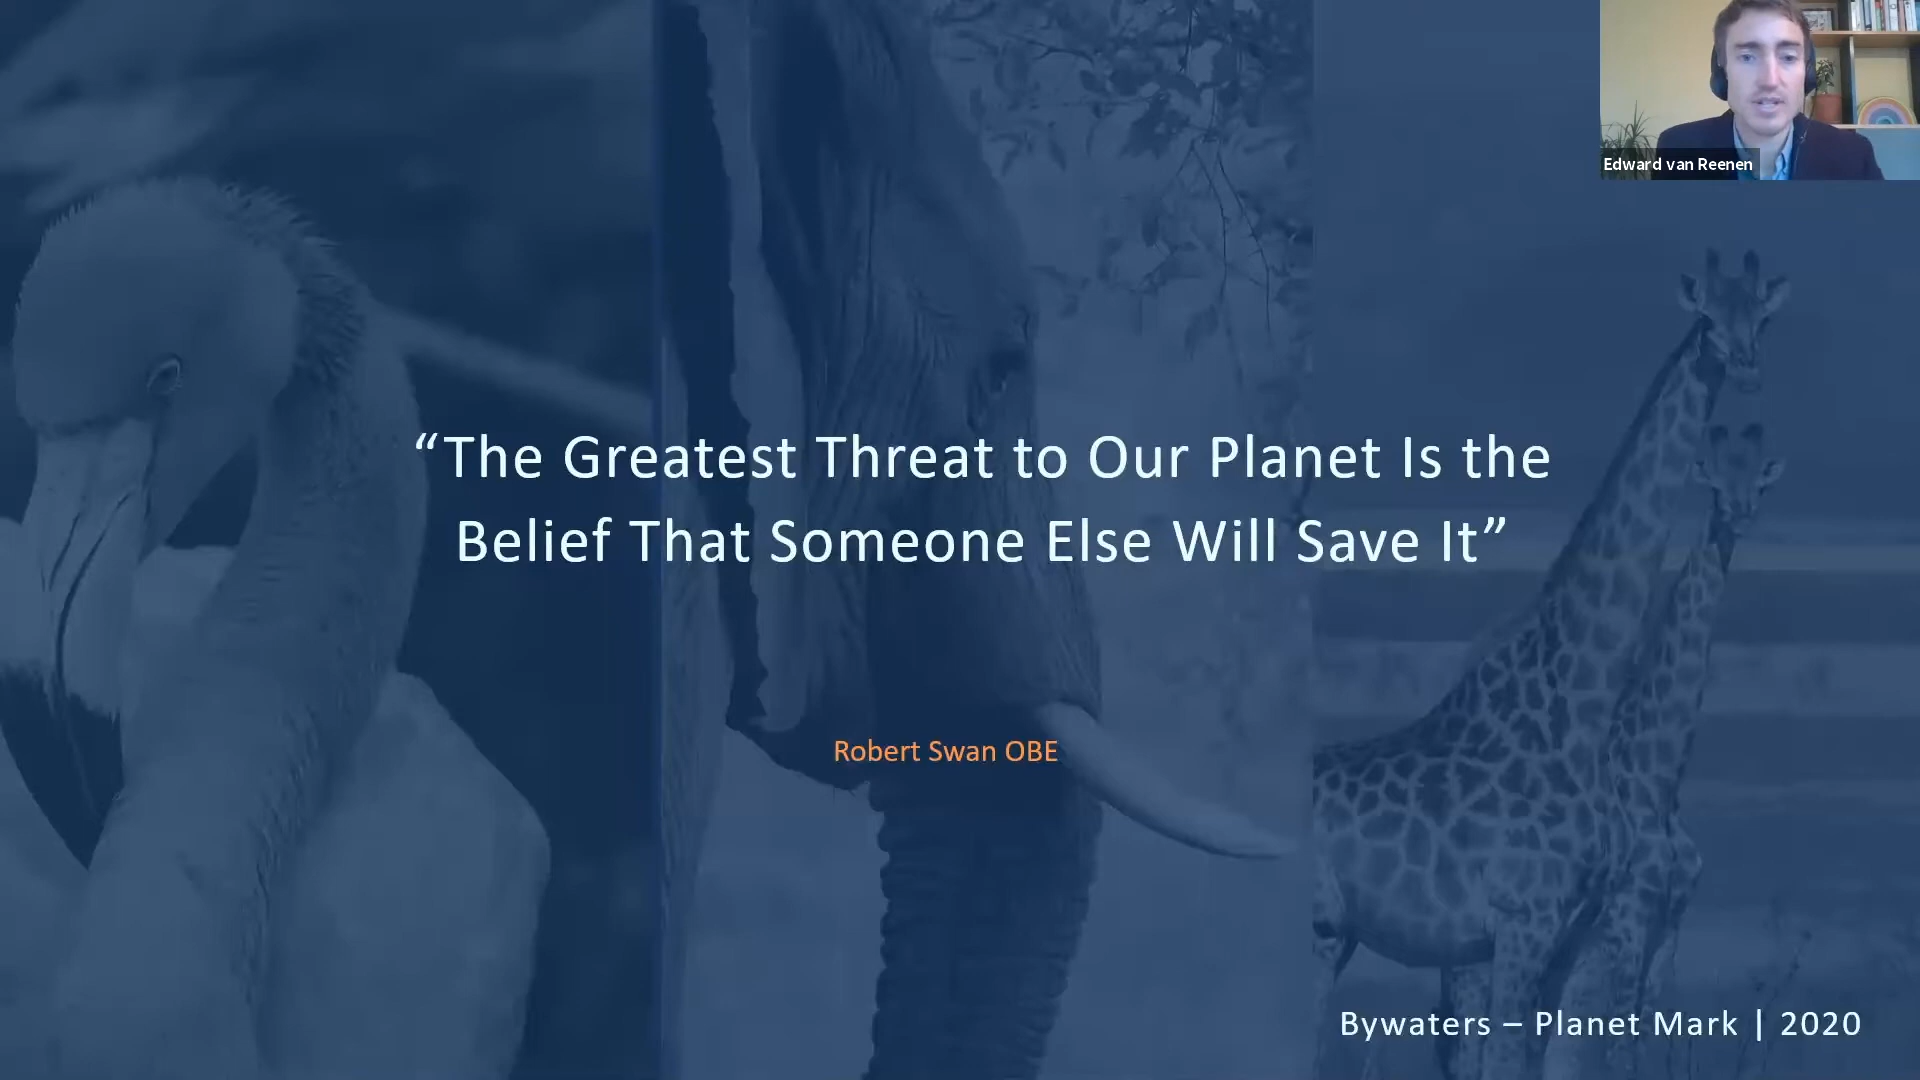 Edward van Reenen
“The Greatest Threat to Our Planet Is the
Belief That Someone Else Will Save It”
Robert Swan OBE
Bywaters – Planet Mark | 2020